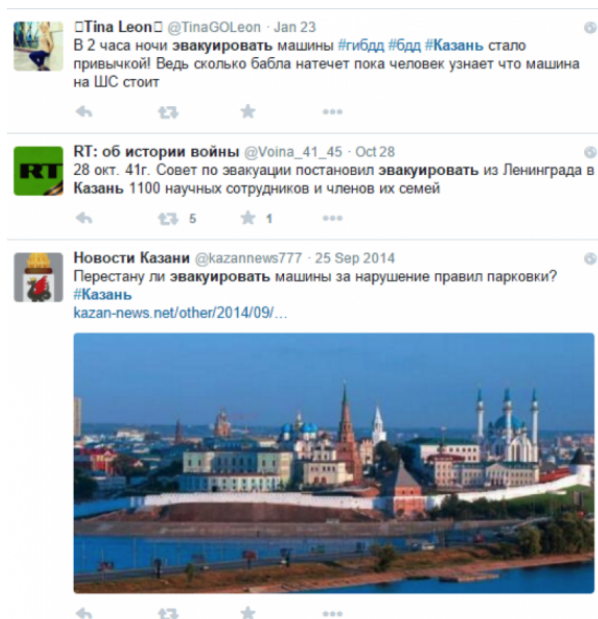 Tina Leon @TinaGOLeon · Jan 23
В 2 часа ночи эвакуировать машины #гибдд #бдд #Казань стало
привычкой! Ведь сколько бабла натечет пока человек узнает что машина
на ШС стоит
RT: об истории войны @Voina_41_45 · Oct 28
RT
28 окт. 41г. Совет по эвакуации постановил эвакуировать из Ленинграда в
Казань 1100 научных сотрудников и членов их семей
5 1
Новости Казани @kazannews777 · 25 Sep 2014
Перестану ли эвакуировать машины за нарушение правил парковки?
#Казань
kazan-news.net/other/2014/09/…